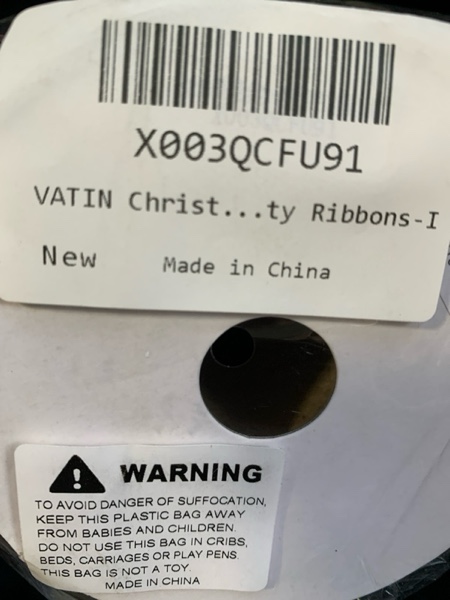 X003QCFU91
VATIN Christ...ty Ribbons-I
New Made in China
WARNING
TO AVOID DANGER OF SUFFOCATION,
KEEP THIS PLASTIC BAG AWAY
FROM BABIES AND CHILDREN.
DO NOT USE THIS BAG IN CRIBS,
BEDS, CARRIAGES OR PLAY PENS.
THIS BAG IS NOT A TOY.
MADE IN CHINA